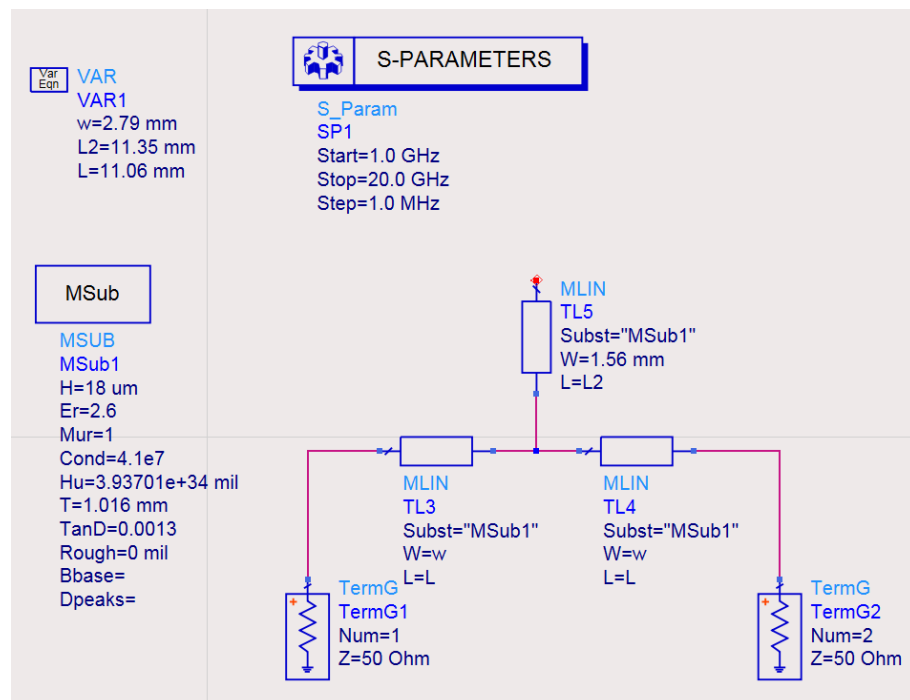 Var
Eqn
VAR
VAR1
w=2.79 mm
L2=11.35 mm
L=11.06 mm
S-PARAMETERS
S_Param
SP1
Start=1.0 GHz
Stop=20.0 GHz
Step=1.0 MHz
MSub
MSUB
MSub1
H=18 um
Er=2.6
Mur=1
Cond=4.1e7
Hu=3.93701e+34 mil
T=1.016 mm
TanD=0.0013
Rough=0 mil
Bbase=
Dpeaks=
MLIN
TL5
Subst="MSub1"
W=1.56 mm
L=L2
MLIN
TL3
Subst="MSub1"
W=w
L=L
MLIN
TL4
Subst="MSub1"
W=w
L=L
TermG
TermG1
Num=1
Z=50 Ohm
TermG
TermG2
Num=2
Z=50 Ohm